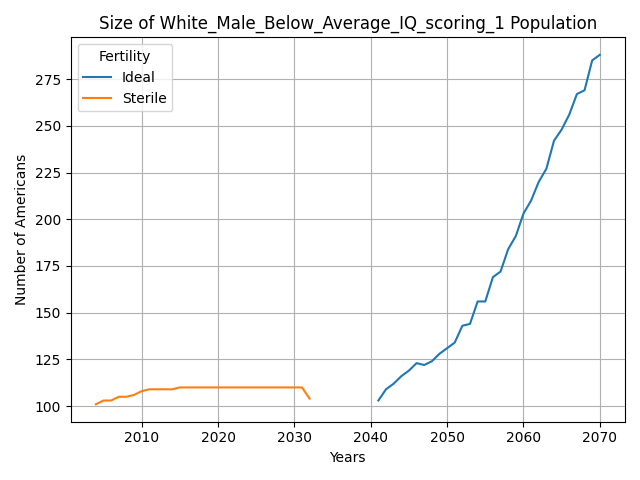 Size of White_Male_Below_Average_IQ_scoring_1 Population
Fertility
Ideal
Sterile
275
250
225
200
175
150
125
100
Number of Americans
2010 2020 2030 2040 2050 2060 2070
Years